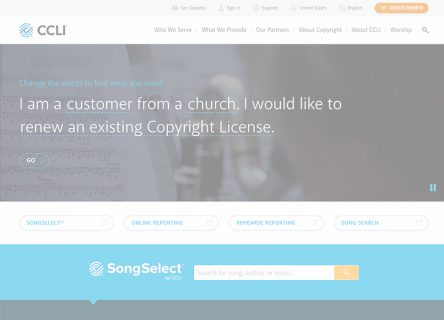 Get Updates Sign In Support United States English ORDER/RENEW
CCLI
Who We Serve / What We Provide / Our Partners / About Copyright / About CCLI / Worship
Change the words to find what you need:
I am a customer from a church. I would like to
renew an existing Copyright License.
GO
SONGSELECT® ONLINE REPORTING REHEARSE REPORTING SONG SEARCH
SongSelect
by CCLI
Search for song, author or lyrics...